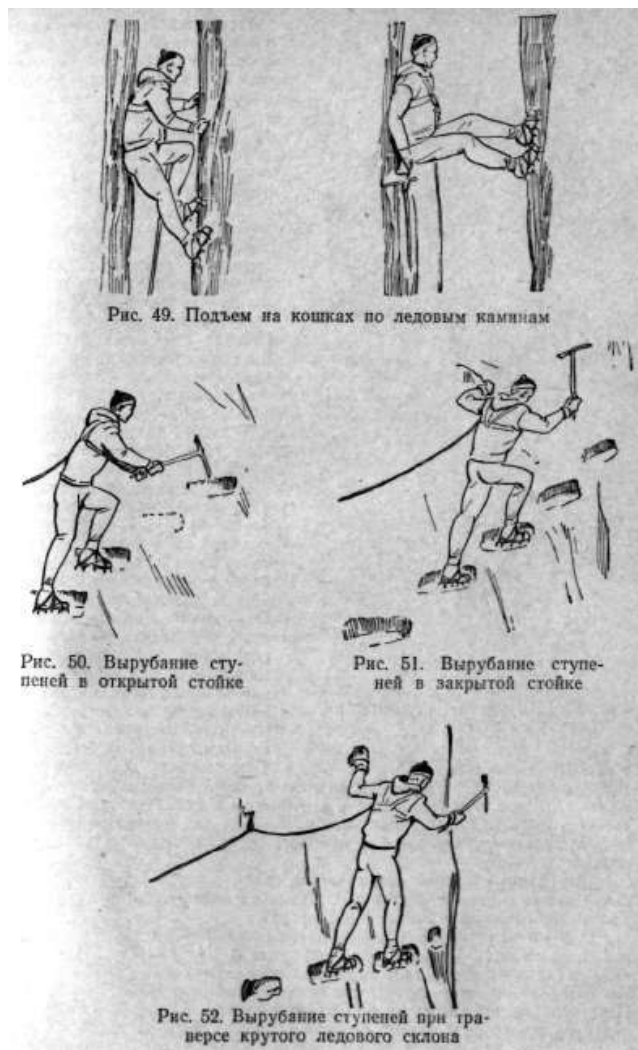 Рис. 49. Подъем на кошках по ледовым каминам
Рис. 50. Вырубание сту-
пеней в открытой стойке
Рис. 51. Вырубание ступе-
ней в закрытой стойке
Рис. 52. Вырубание ступеней при тра-
версе крутого ледового склона